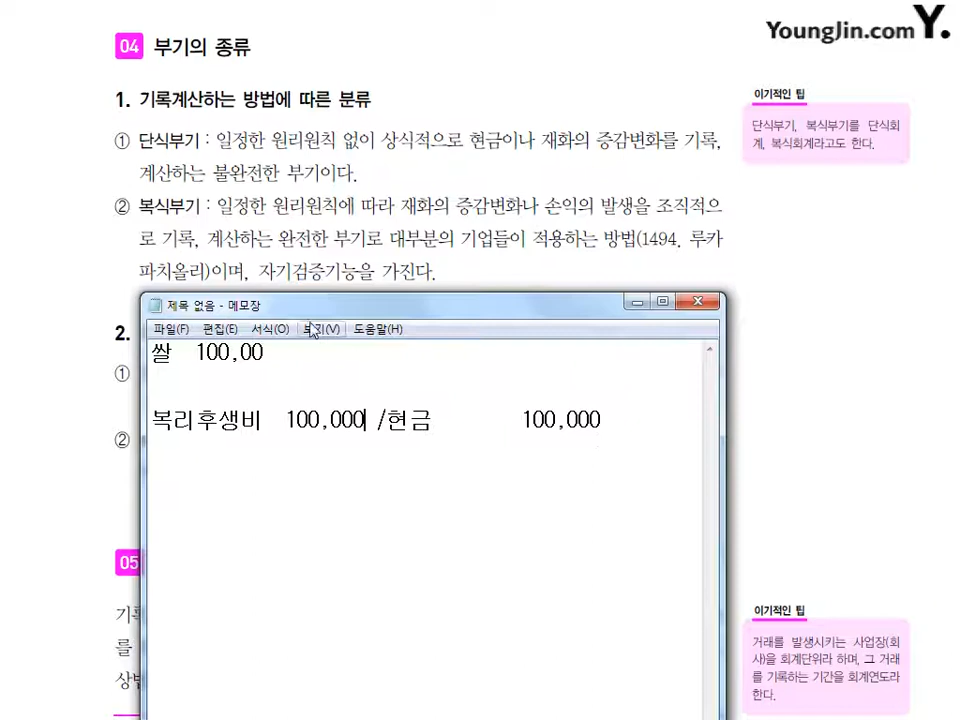 YoungJin.com Y.
04 부기의 종류
1. 기록계산하는 방법에 따른 분류
① 단식부기 : 일정한 원리원칙 없이 상식적으로 현금이나 재화의 증감변화를 기록,
계산하는 불완전한 부기이다.
② 복식부기 : 일정한 원리원칙에 따라 재화의 증감변화나 손익의 발생을 조직적으
로 기록, 계산하는 완전한 부기로 대부분의 기업들이 적용하는 방법(1494. 루카
파치올리)이며, 자기검증기능을 가진다.
이기적인 팁
단식부기, 복식부기를 단식회
계, 복식회계라고도 한다.
2.
①
②
제목 없음 - 메모장
파일(F) 편집(E) 서식(O) 보기(V) 도움말(H)
쌀 100,00
복리후생비 100,000 /현금 100,000
05
를
이기적인 팁
거래를 발생시키는 사업장(회
사)을 회계단위라 하며, 그 거래
를 기록하는 기간을 회계연도라
한다.